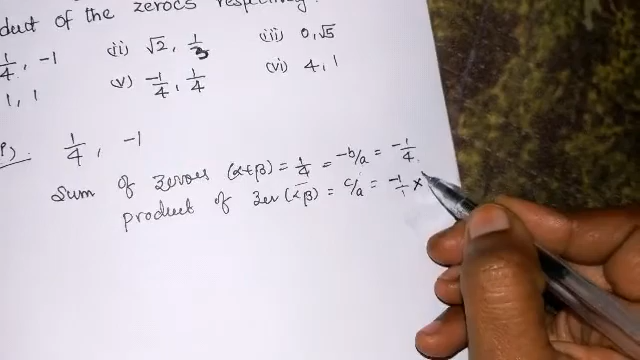 duct of the zeroes respectively.
1/4, -1 (ii) √2, 1/3 (iii) 0, √5
1, 1 (v) -1/4, 1/4 (vi) 4, 1
1/4, -1
Sum of zeroes (α+β) = 1/4 = -b/a = -1/4
product of zer (αβ) = c/a = -1/1 ×